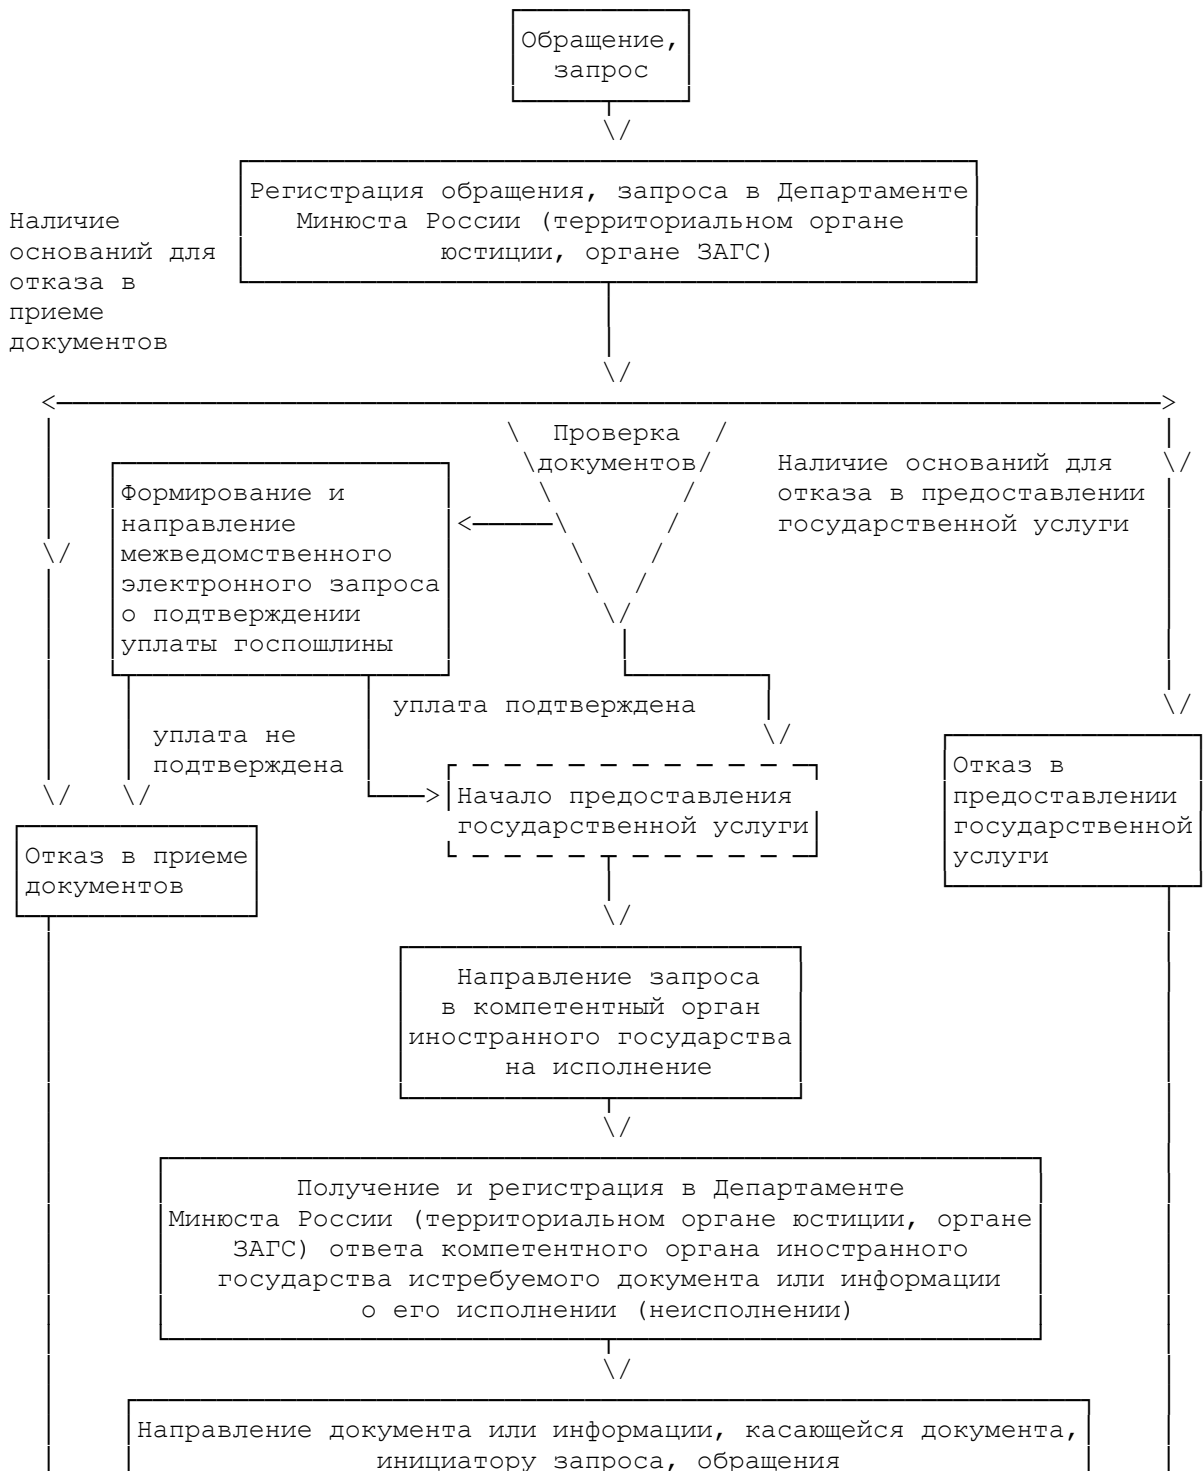 Обращение,
запрос
Регистрация обращения, запроса в Департаменте
Минюста России (территориальном органе
юстиции, органе ЗАГС)
Наличие
оснований для
отказа в
приеме
документов
Проверка
документов
Формирование и
направление
межведомственного
электронного запроса
о подтверждении
уплаты госпошлины
Наличие оснований для
отказа в предоставлении
государственной услуги
уплата подтверждена
уплата не
подтверждена
Начало предоставления
государственной услуги
Отказ в
предоставлении
государственной
услуги
Отказ в приеме
документов
Направление запроса
в компетентный орган
иностранного государства
на исполнение
Получение и регистрация в Департаменте
Минюста России (территориальном органе юстиции, органе
ЗАГС) ответа компетентного органа иностранного
государства истребуемого документа или информации
о его исполнении (неисполнении)
Направление документа или информации, касающейся документа,
инициатору запроса, обращения